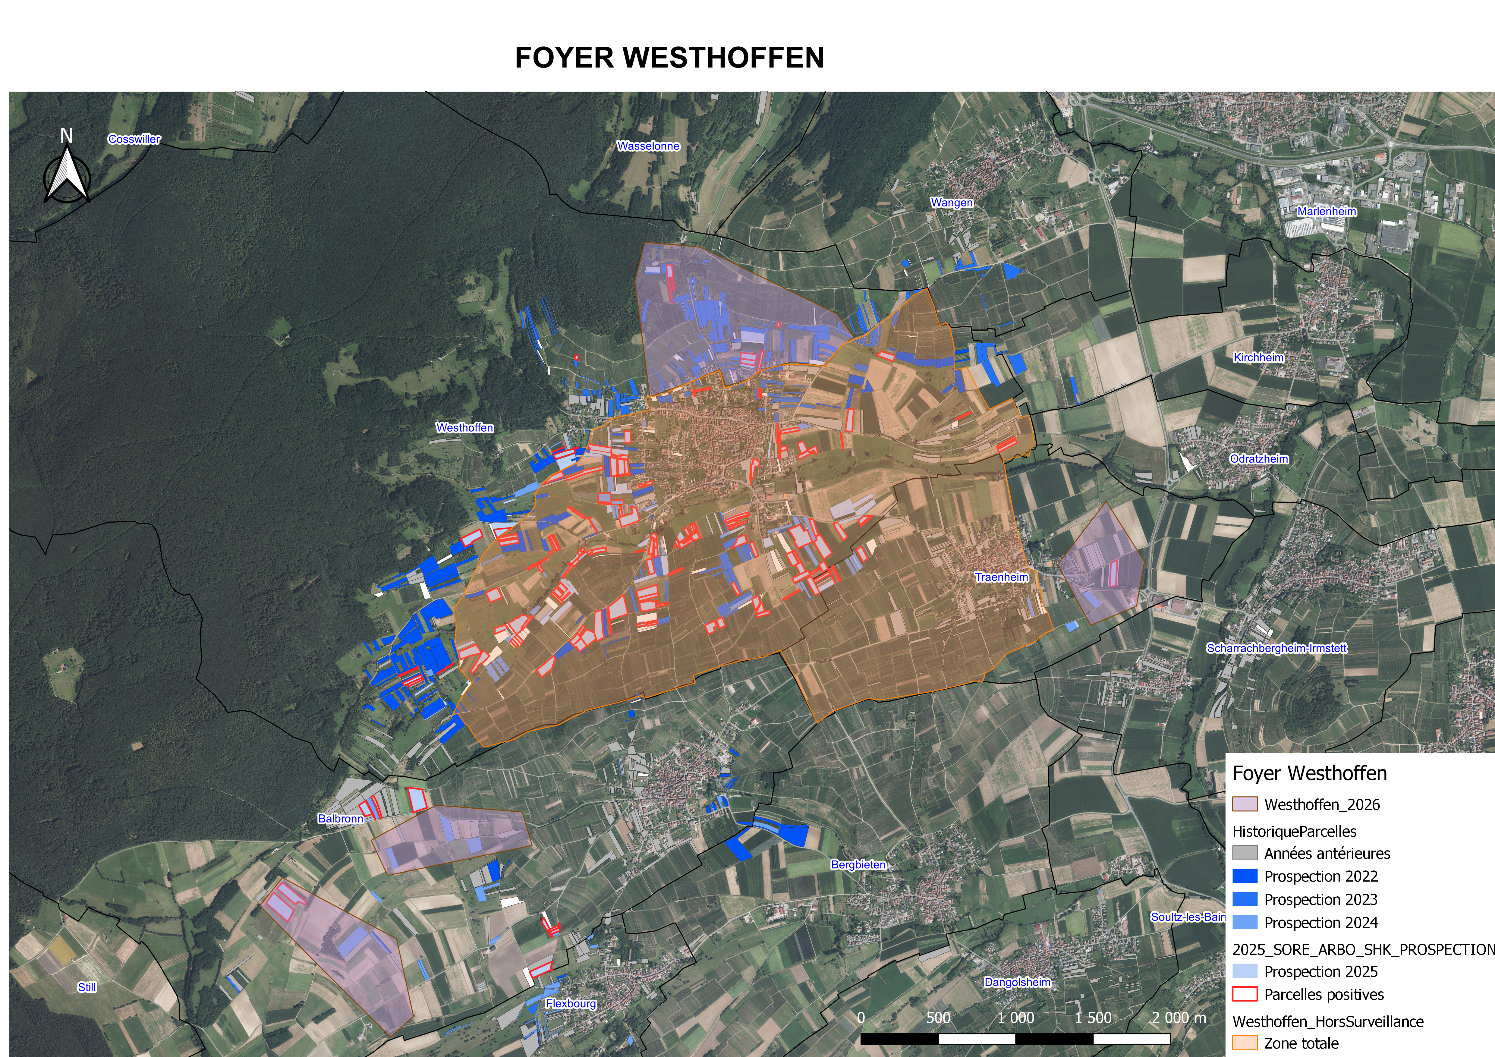 FOYER WESTHOFFEN
N
Cosswiller
Wasselonne
Wangen
Marlenheim
Kirchheim
Westhoffen
Odratzheim
Traenheim
Scharrachbergheim-Irmstett
Balbronn
Bergbieten
Soultz-les-Bain
Still
Flexbourg
Dangolsheim
0 500 1 000 1 500 2 000 m
Foyer Westhoffen
Westhoffen_2026
HistoriqueParcelles
Années antérieures
Prospection 2022
Prospection 2023
Prospection 2024
2025_SORE_ARBO_SHK_PROSPECTION
Prospection 2025
Parcelles positives
Westhoffen_HorsSurveillance
Zone totale